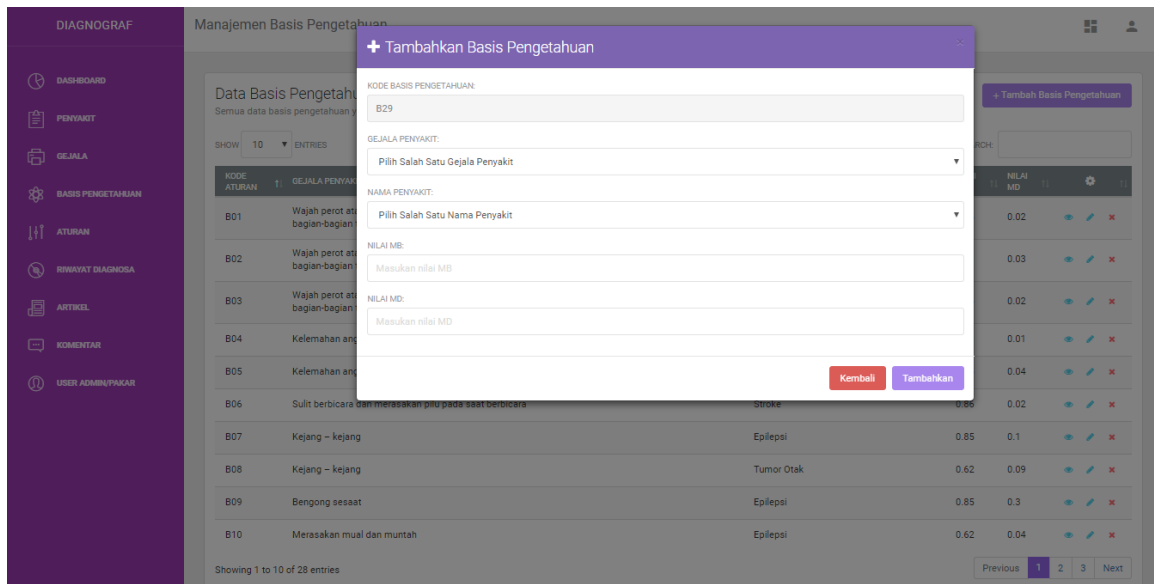 DIAGNOGRAF
DASHBOARD
PENYAKIT
GEJALA
BASIS PENGETAHUAN
ATURAN
RIWAYAT DIAGNOSA
ARTIKEL
KOMENTAR
USER ADMIN/PAKAR
Manajemen Basis Pengetahuan
+ Tambahkan Basis Pengetahuan
×
KODE BASIS PENGETAHUAN:
B29
GEJALA PENYAKIT:
Pilih Salah Satu Gejala Penyakit
NAMA PENYAKIT:
Pilih Salah Satu Nama Penyakit
NILAI MB:
Masukan nilai MB
NILAI MD:
Masukan nilai MD
Kembali Tambahkan
Data Basis
+ Tambah Basis Pengetahuan
Semua data basis pengetahuan
SHOW 10 ENTRIES
KODE ATURAN GEJALA NILAI MD
B01 Wajah perot bagian-bagian 0.02
B02 Wajah perot bagian-bagian 0.03
B03 Wajah perot bagian-bagian 0.02
B04 Kelemahan 0.01
B05 Kelemahan 0.04
B06 Sulit berbicara dan merasakan pilu pada saat berbicara Stroke 0.86 0.02
B07 Kejang – kejang Epilepsi 0.85 0.1
B08 Kejang – kejang Tumor Otak 0.62 0.09
B09 Bengong sesaat Epilepsi 0.85 0.3
B10 Merasakan mual dan muntah Epilepsi 0.62 0.04
Showing 1 to 10 of 28 entries
Previous 1 2 3 Next